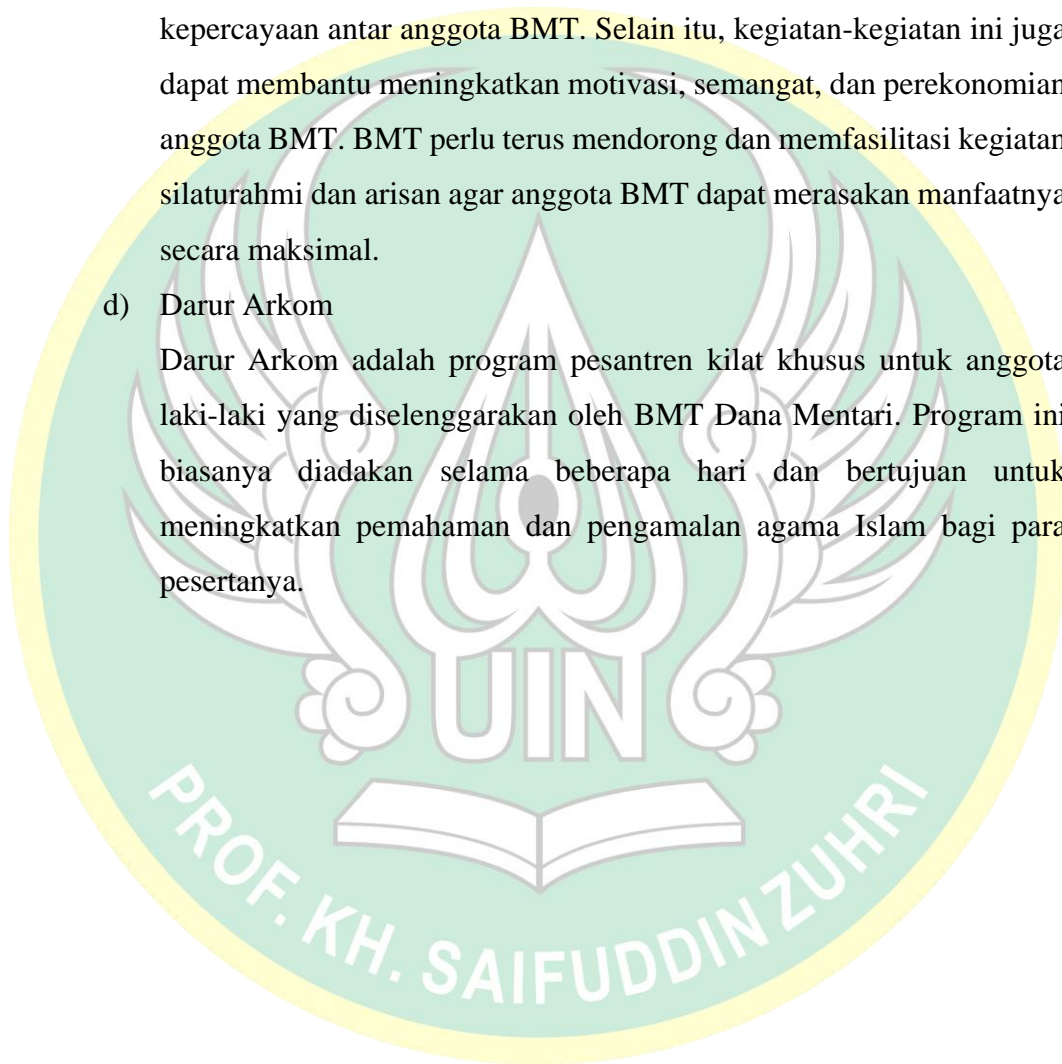 kepercayaan antar anggota BMT. Selain itu, kegiatan-kegiatan ini juga
dapat membantu meningkatkan motivasi, semangat, dan perekonomian
anggota BMT. BMT perlu terus mendorong dan memfasilitasi kegiatan
silaturahmi dan arisan agar anggota BMT dapat merasakan manfaatnya
secara maksimal.
d) Darur Arkom
Darur Arkom adalah program pesantren kilat khusus untuk anggota
laki-laki yang diselenggarakan oleh BMT Dana Mentari. Program ini
biasanya diadakan selama beberapa hari dan bertujuan untuk
meningkatkan pemahaman dan pengamalan agama Islam bagi para
pesertanya.
UIN
PROF. KH. SAIFUDDIN ZUHRI